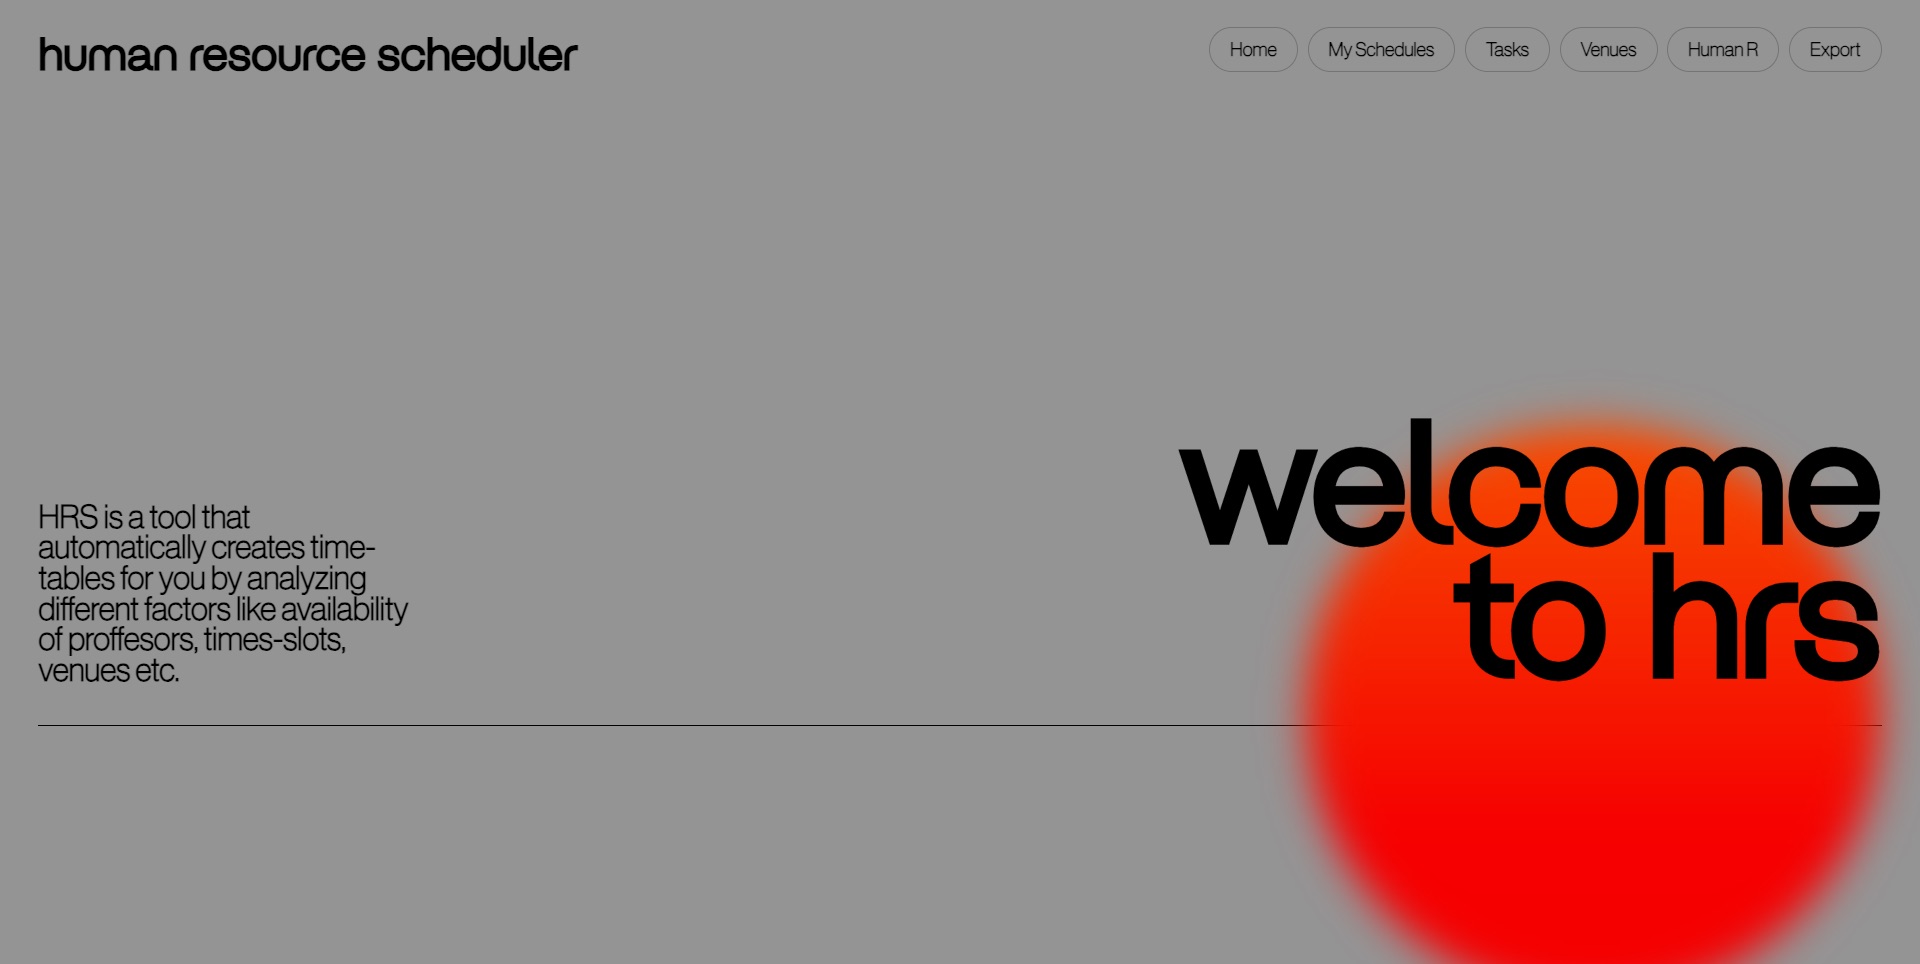 human resource scheduler
Home
My Schedules
Tasks
Venues
Human R
Export
welcome
to hrs
HRS is a tool that
automatically creates time-
tables for you by analyzing
different factors like availability
of proffesors, times-slots,
venues etc.